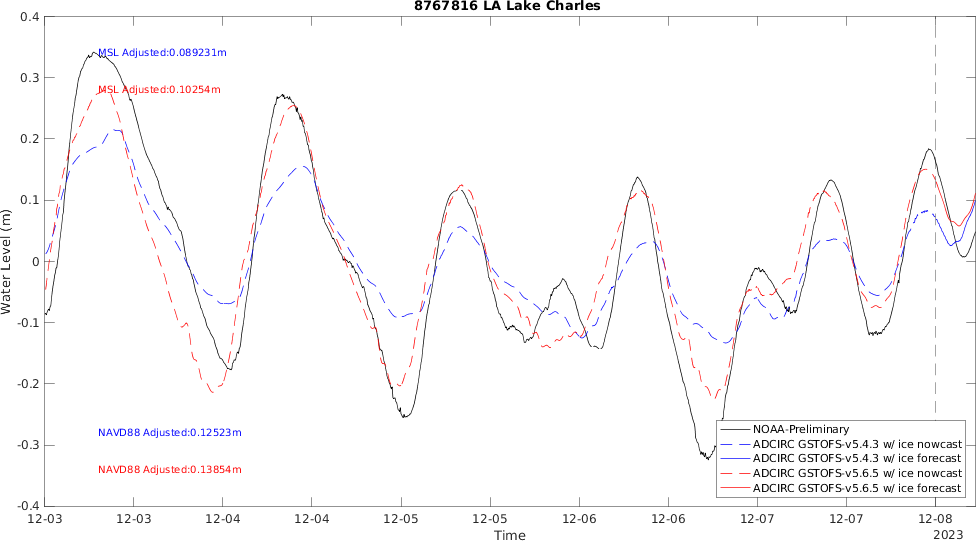 8767816 LA Lake Charles
0.4
MSL Adjusted:0.089231m
0.3
MSL Adjusted:0.10254m
0.2
0.1
0
-0.1
-0.2
-0.3
-0.4
Water Level (m)
NAVD88 Adjusted:0.12523m
NAVD88 Adjusted:0.13854m
NOAA-Preliminary
ADCIRC GSTOFS-v5.4.3 w/ ice nowcast
ADCIRC GSTOFS-v5.4.3 w/ ice forecast
ADCIRC GSTOFS-v5.6.5 w/ ice nowcast
ADCIRC GSTOFS-v5.6.5 w/ ice forecast
12-03 12-03 12-04 12-04 12-05 12-05 12-06 12-06 12-07 12-07 12-08
Time
2023